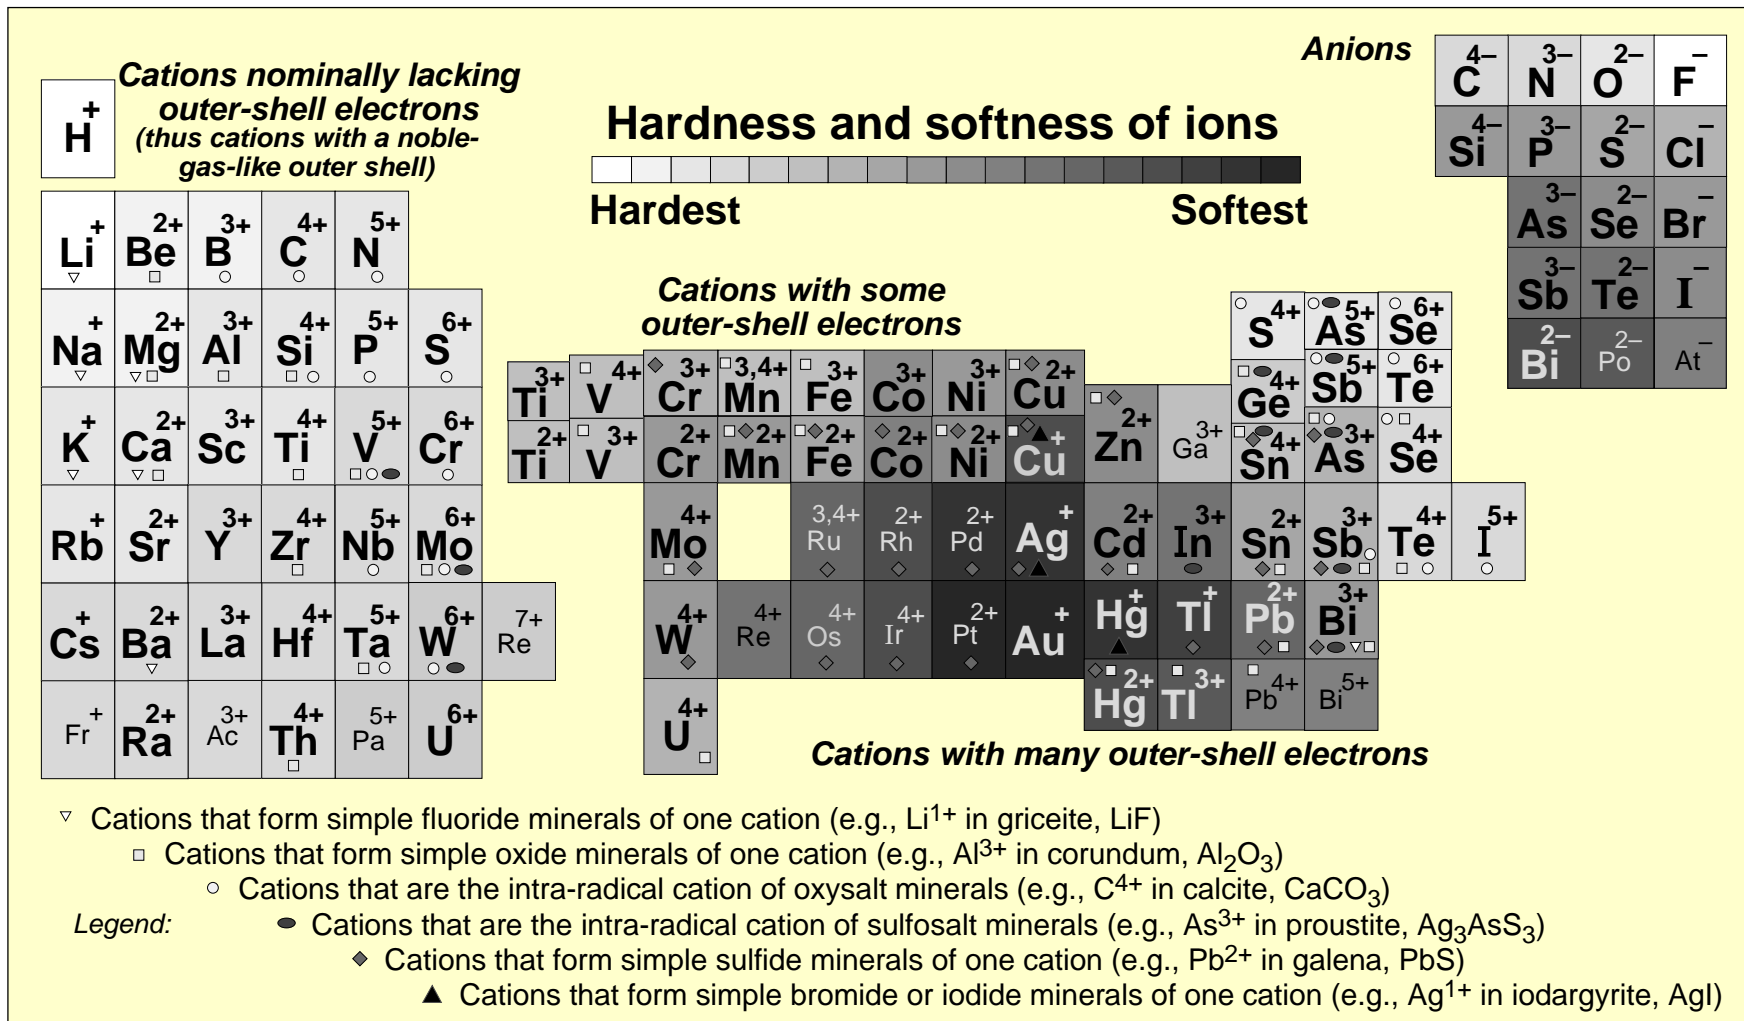 Cations nominally lacking
outer-shell electrons
(thus cations with a noble-
gas-like outer shell)
Hardness and softness of ions
Hardest Softest
Anions
C4– N3– O2– F–
Si4– P3– S2– Cl–
As3– Se2– Br–
Sb3– Te2– I–
Bi2– Po2– At–
H+
Li+ Be2+ B3+ C4+ N5+
Na+ Mg2+ Al3+ Si4+ P5+ S6+
K+ Ca2+ Sc3+ Ti4+ V5+ Cr6+
Rb+ Sr2+ Y3+ Zr4+ Nb5+ Mo6+
Cs+ Ba2+ La3+ Hf4+ Ta5+ W6+ Re7+
Fr+ Ra2+ Ac3+ Th4+ Pa5+ U6+
Cations with some
outer-shell electrons
S4+ As5+ Se6+
Ti3+ V4+ Cr3+ Mn3,4+ Fe3+ Co3+ Ni3+ Cu2+ Zn2+ Ga3+ Ge4+ Sb5+ Te6+
Ti2+ V3+ Cr2+ Mn2+ Fe2+ Co2+ Ni2+ Cu+ Sn4+ As3+ Se4+
Mo4+ Ru3,4+ Rh2+ Pd2+ Ag+ Cd2+ In3+ Sn2+ Sb3+ Te4+ I5+
W4+ Re4+ Os4+ Ir4+ Pt2+ Au+ Hg+ Tl+ Pb2+ Bi3+
U4+ Hg2+ Tl3+ Pb4+ Bi5+
Cations with many outer-shell electrons
Cations that form simple fluoride minerals of one cation (e.g., Li1+ in griceite, LiF)
Cations that form simple oxide minerals of one cation (e.g., Al3+ in corundum, Al2O3)
Cations that are the intra-radical cation of oxysalt minerals (e.g., C4+ in calcite, CaCO3)
Legend: Cations that are the intra-radical cation of sulfosalt minerals (e.g., As3+ in proustite, Ag3AsS3)
Cations that form simple sulfide minerals of one cation (e.g., Pb2+ in galena, PbS)
Cations that form simple bromide or iodide minerals of one cation (e.g., Ag1+ in iodargyrite, AgI)